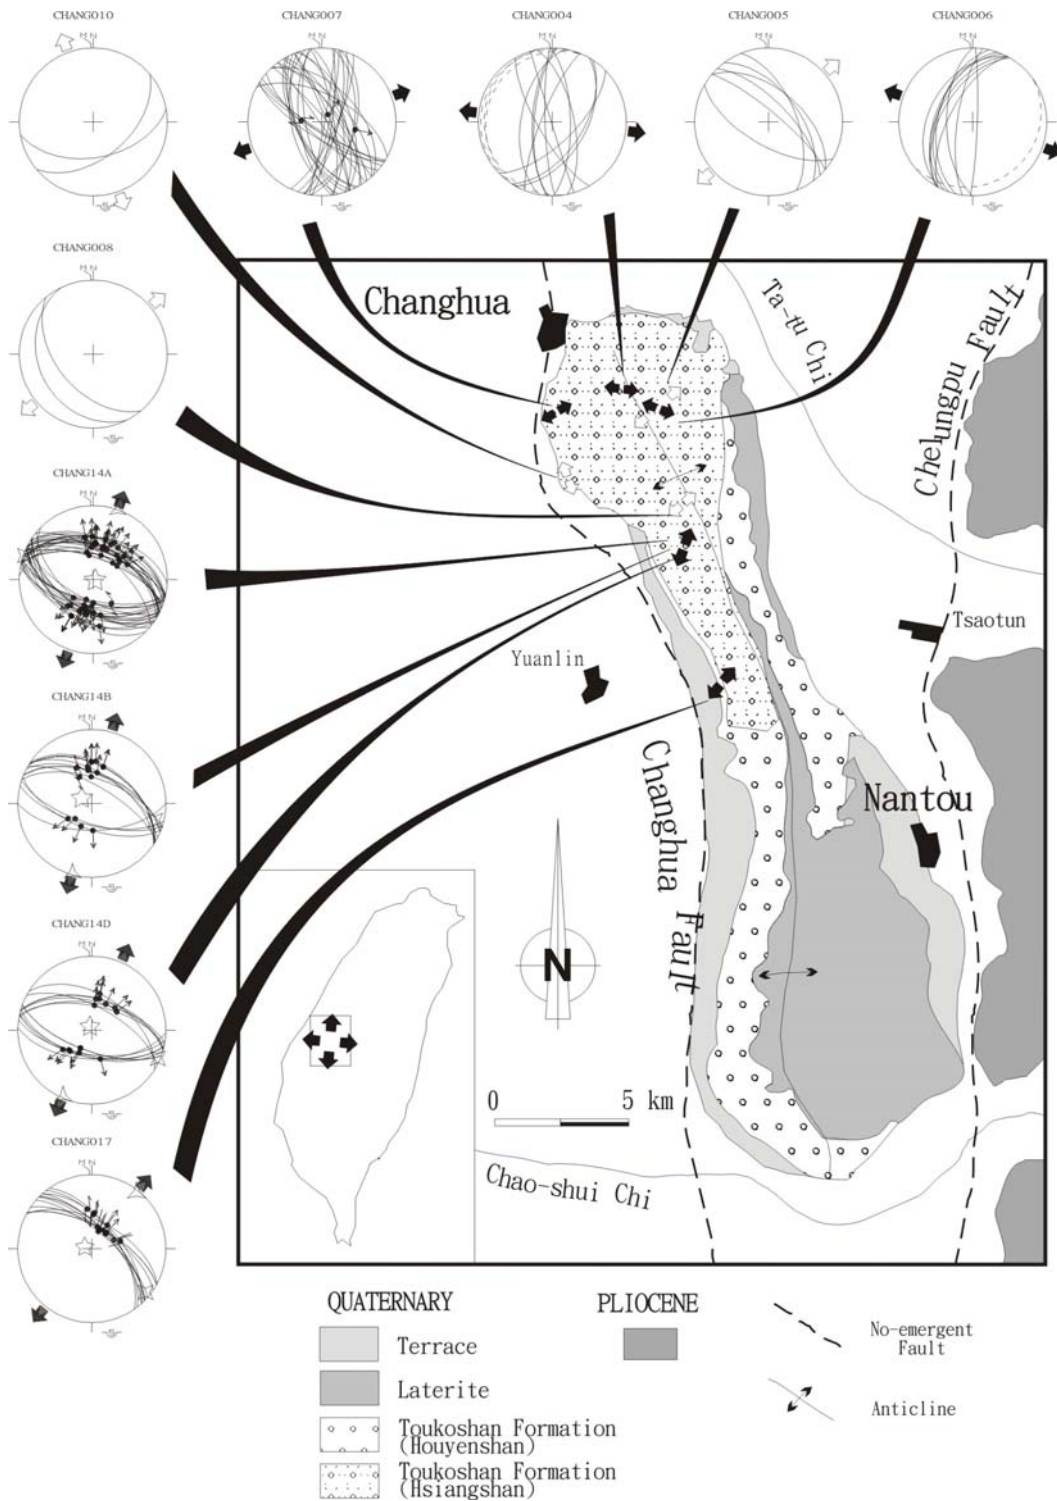 CHANG010
CHANG007
CHANG004
CHANG005
CHANG006
M N
M N
M N
M N
M N
S
S
S
S
S
CHANG008
M N
S
CHANG14A
M N
S
CHANG14B
M N
S
CHANG14D
M N
S
CHANG017
M N
S
Changhua
Ta-tu Chi
Chelungpu Fault
Tsaotun
Yuanlin
Changhua Fault
Nantou
N
0 5 km
Chao-shui Chi
QUATERNARY
Terrace
Laterite
Toukoshan Formation
(Houyenshan)
Toukoshan Formation
(Hsiangshan)
PLIOCENE
No-emergent
Fault
Anticline